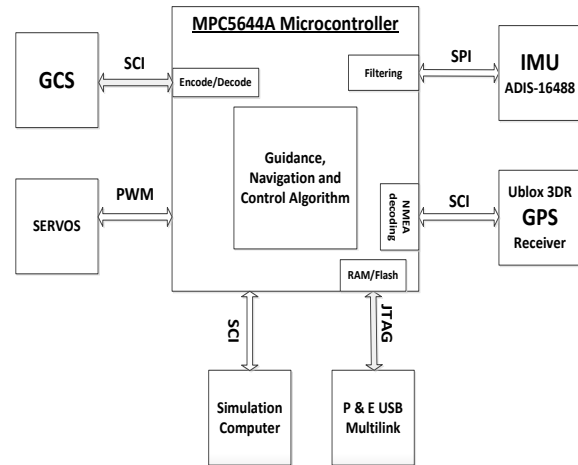 MPC5644A Microcontroller
GCS
SCI
Encode/Decode
Filtering
SPI
IMU
ADIS-16488
Guidance,
Navigation and
Control Algorithm
SERVOS
PWM
NMEA
decoding
SCI
Ublox 3DR
GPS
Receiver
RAM/Flash
SCI
JTAG
Simulation
Computer
P & E USB
Multilink